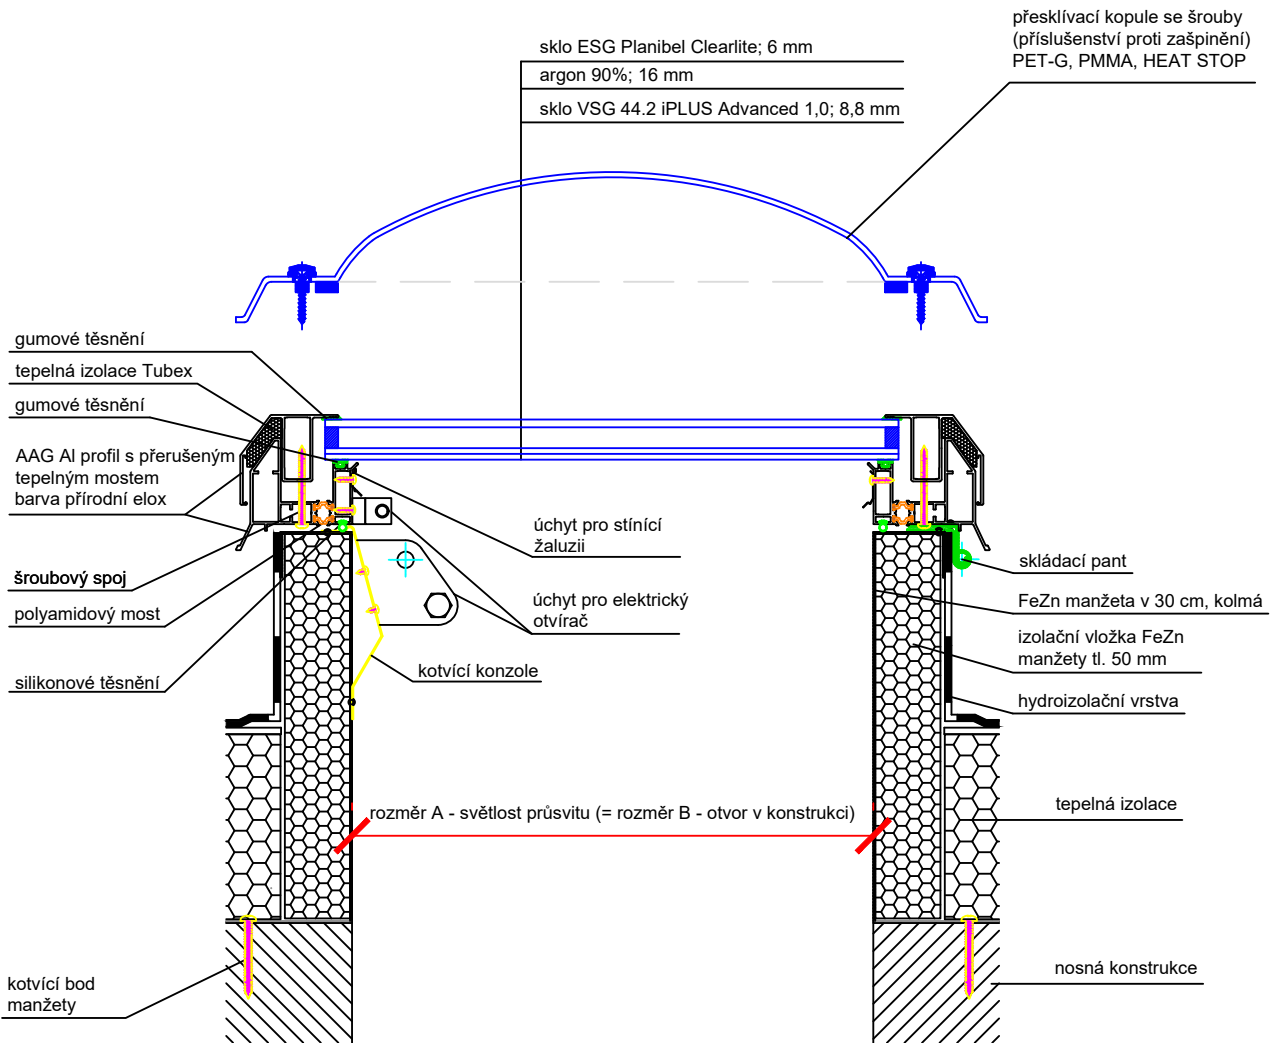 přesklívací kopule se šrouby
(příslušenství proti zašpinění)
PET-G, PMMA, HEAT STOP
sklo ESG Planibel Clearlite; 6 mm
argon 90%; 16 mm
sklo VSG 44.2 iPLUS Advanced 1,0; 8,8 mm
gumové těsnění
tepelná izolace Tubex
gumové těsnění
AAG Al profil s přerušeným
tepelným mostem
barva přírodní elox
šroubový spoj
polyamidový most
silikonové těsnění
úchyt pro stínící
žaluzii
úchyt pro elektrický
otvírač
kotvící konzole
skládací pant
FeZn manžeta v 30 cm, kolmá
izolační vložka FeZn
manžety tl. 50 mm
hydroizolační vrstva
rozměr A - světlost průsvitu (= rozměr B - otvor v konstrukci)
tepelná izolace
kotvící bod
manžety
nosná konstrukce